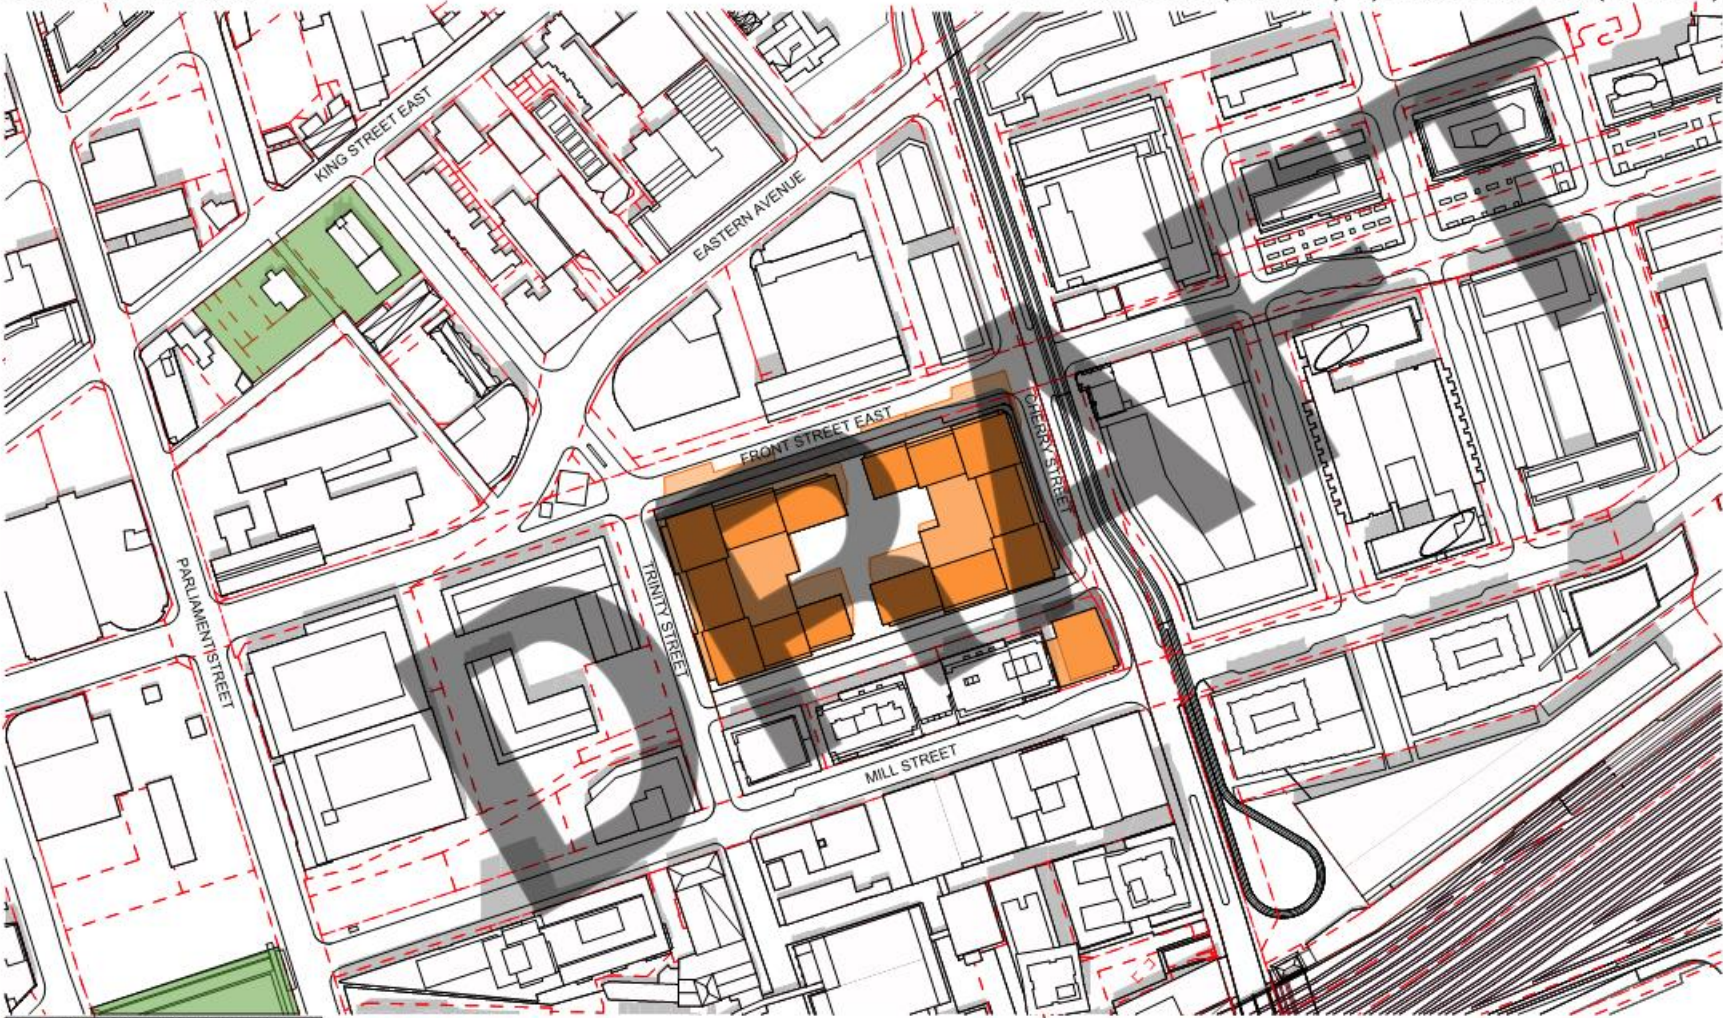 KING STREET EAST
EASTERN AVENUE
FRONT STREET EAST
CHERRY STREET
PARLIAMENT STREET
TRINITY STREET
MILL STREET
DRAFT